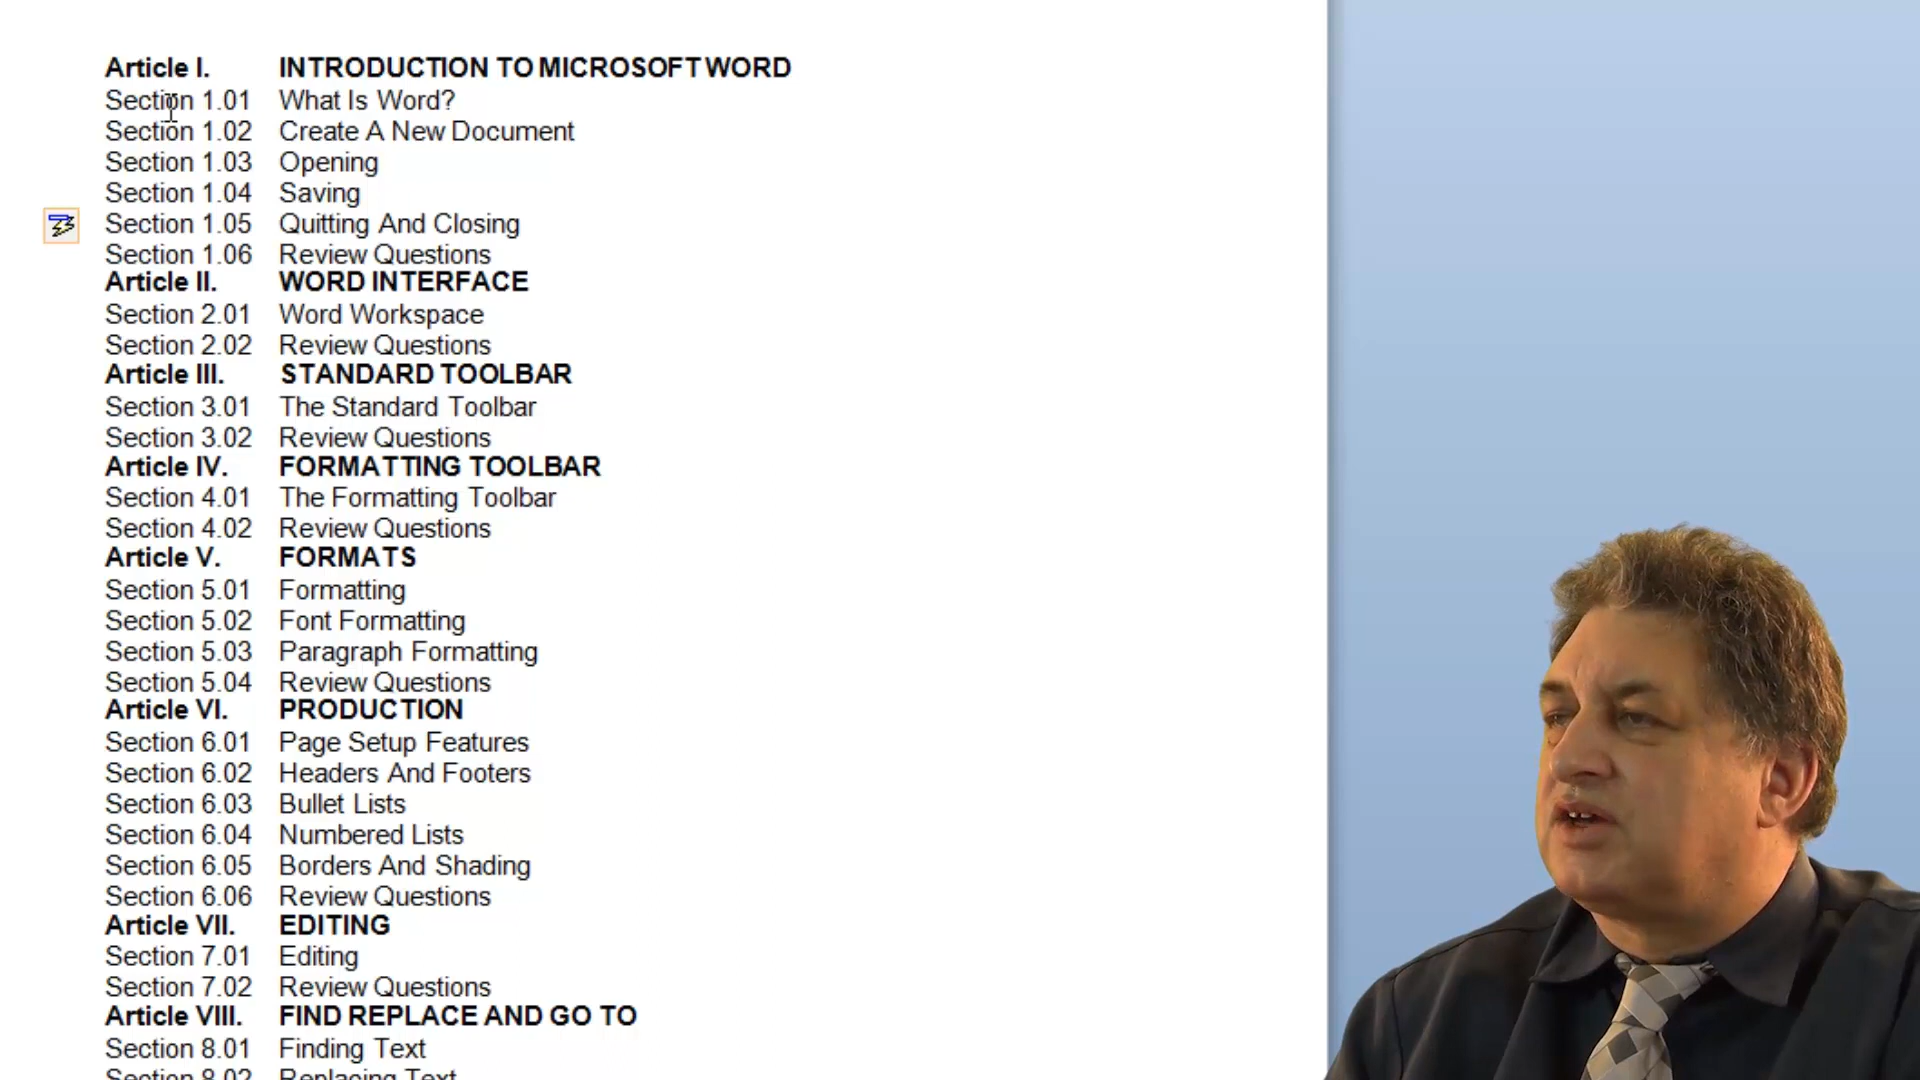 Article I. INTRODUCTION TO MICROSOFT WORD
Section 1.01 What Is Word?
Section 1.02 Create A New Document
Section 1.03 Opening
Section 1.04 Saving
Section 1.05 Quitting And Closing
Section 1.06 Review Questions
Article II. WORD INTERFACE
Section 2.01 Word Workspace
Section 2.02 Review Questions
Article III. STANDARD TOOLBAR
Section 3.01 The Standard Toolbar
Section 3.02 Review Questions
Article IV. FORMATTING TOOLBAR
Section 4.01 The Formatting Toolbar
Section 4.02 Review Questions
Article V. FORMATS
Section 5.01 Formatting
Section 5.02 Font Formatting
Section 5.03 Paragraph Formatting
Section 5.04 Review Questions
Article VI. PRODUCTION
Section 6.01 Page Setup Features
Section 6.02 Headers And Footers
Section 6.03 Bullet Lists
Section 6.04 Numbered Lists
Section 6.05 Borders And Shading
Section 6.06 Review Questions
Article VII. EDITING
Section 7.01 Editing
Section 7.02 Review Questions
Article VIII. FIND REPLACE AND GO TO
Section 8.01 Finding Text
Section 8.02 Replacing Text